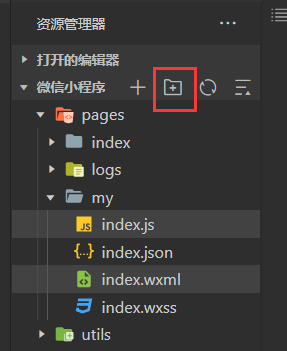 资源管理器
打开的编辑器
微信小程序
pages
index
logs
my
index.js
index.json
index.wxml
index.wxss
utils